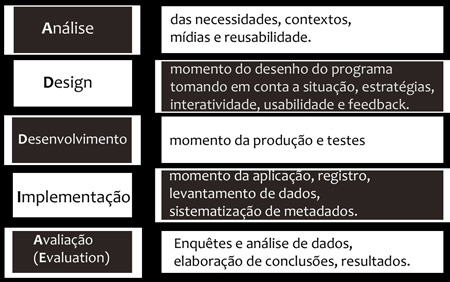 Análise
das necessidades, contextos,
mídias e reusabilidade.
Design
momento do desenho do programa
tomando em conta a situação, estratégias,
interatividade, usabilidade e feedback.
Desenvolvimento
momento da produção e testes
Implementação
momento da aplicação, registro,
levantamento de dados,
sistematização de metadados.
Avaliação
(Evaluation)
Enquêtes e análise de dados,
elaboração de conclusões, resultados.